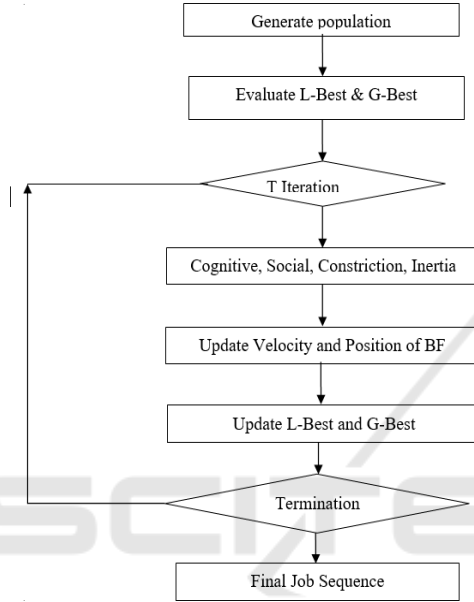 Generate population
Evaluate L-Best & G-Best
T Iteration
Cognitive, Social, Constriction, Inertia
Update Velocity and Position of BF
Update L-Best and G-Best
SCITE
Termination
Final Job Sequence